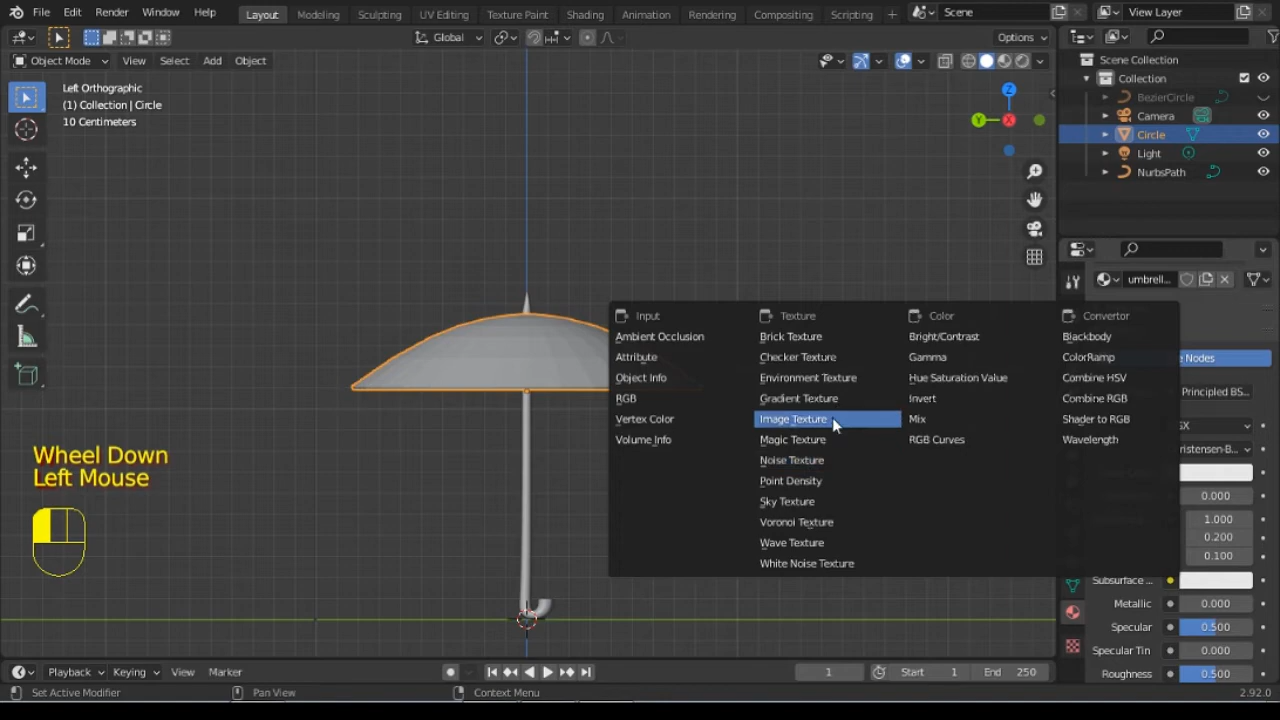 File Edit Render Window Help Layout Modeling Sculpting UV Editing Texture Paint Shading Animation Rendering Compositing Scripting + Scene View Layer
Global Options
Object Mode View Select Add Object
Left Orthographic
(1) Collection | Circle
10 Centimeters
Z
Y
X
Scene Collection
Collection
BezierCircle
Camera
Circle
Light
NurbsPath
umbrell...
Input
Ambient Occlusion
Attribute
Object Info
RGB
Vertex Color
Volume Info
Texture
Brick Texture
Checker Texture
Environment Texture
Gradient Texture
Image Texture
Magic Texture
Noise Texture
Point Density
Sky Texture
Voronoi Texture
Wave Texture
White Noise Texture
Color
Bright/Contrast
Gamma
Hue Saturation Value
Invert
Mix
RGB Curves
Convertor
Blackbody
ColorRamp
Combine HSV
Combine RGB
Shader to RGB
Wavelength
e Nodes
Principled BS...
GX
ristensen-B...
0.000
1.000
0.200
0.100
Subsurface ...
Metallic 0.000
Specular 0.500
Specular Tin 0.000
Roughness 0.500
Wheel Down
Left Mouse
Playback Keying View Marker 1 Start 1 End 250
Set Active Modifier Pan View Context Menu 2.92.0